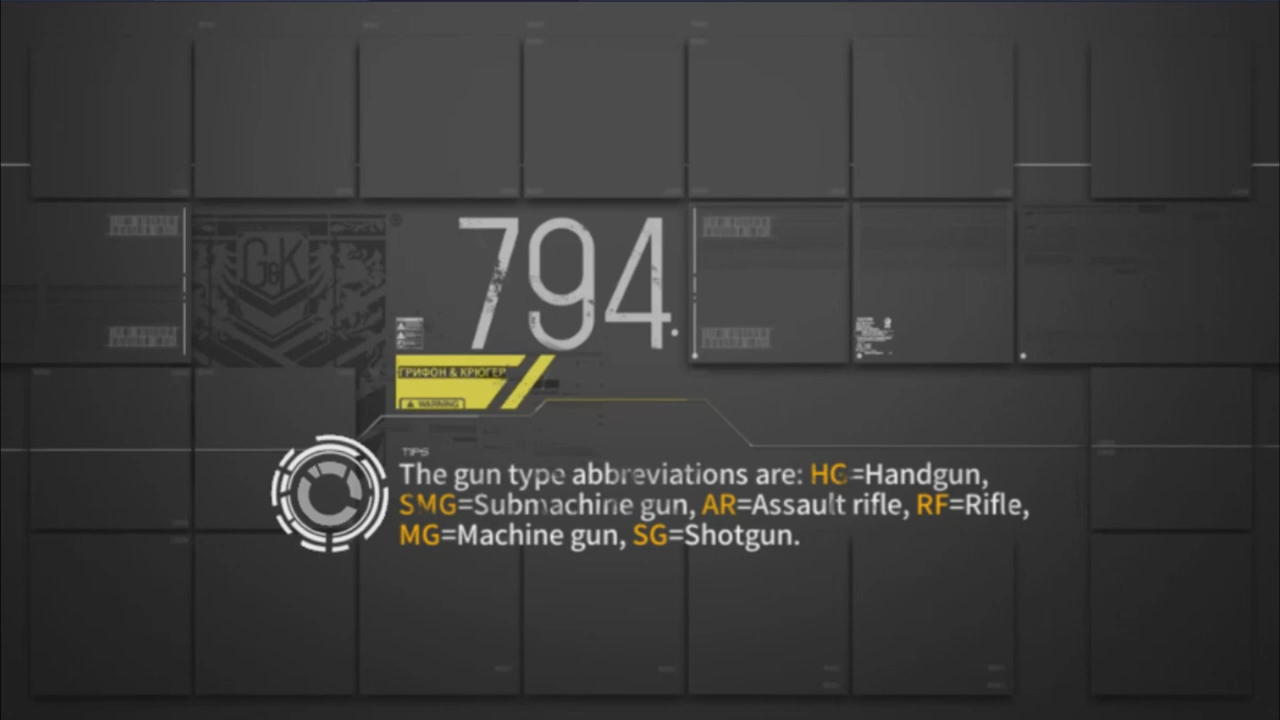 G&K
794.
ГРИФОН & КРЮГЕР
WARNING
TIPS
The gun type abbreviations are: HG=Handgun,
SMG=Submachine gun, AR=Assault rifle, RF=Rifle,
MG=Machine gun, SG=Shotgun.